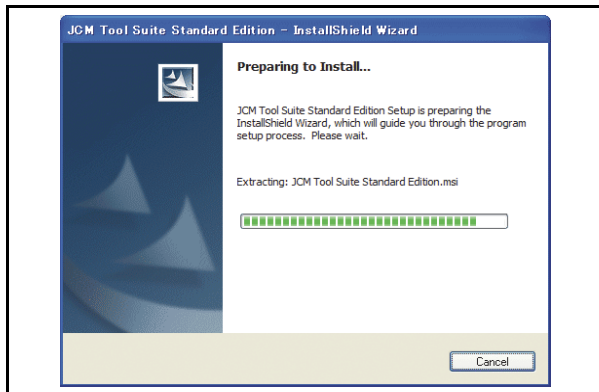 JCM Tool Suite Standard Edition - InstallShield Wizard
Preparing to Install...
JCM Tool Suite Standard Edition Setup is preparing the
InstallShield Wizard, which will guide you through the program
setup process. Please wait.
Extracting: JCM Tool Suite Standard Edition.msi
Cancel